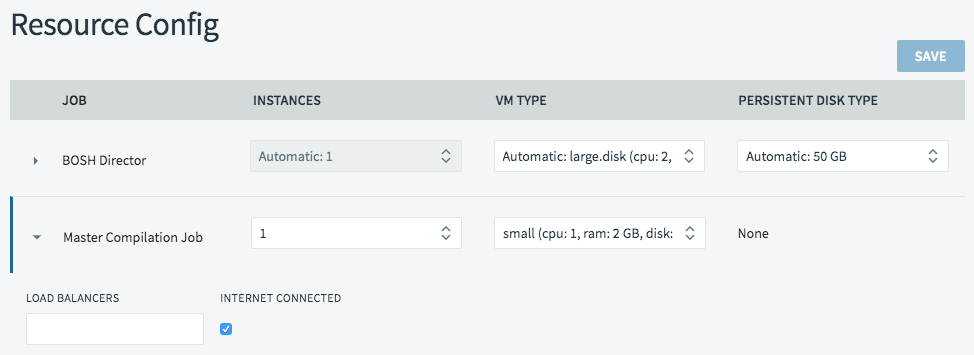 Resource Config
SAVE
JOB INSTANCES VM TYPE PERSISTENT DISK TYPE
BOSH Director Automatic: 1 Automatic: large.disk (cpu: 2, Automatic: 50 GB
Master Compilation Job 1 small (cpu: 1, ram: 2 GB, disk: None
LOAD BALANCERS INTERNET CONNECTED